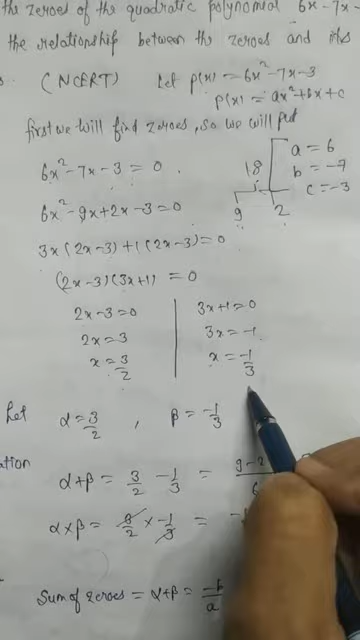 the zeroes of the quadratic polynomial 6x²-7x-
the relationship between the zeroes and its
(NCERT) Let p(x) = 6x²-7x-3
p(x) = ax²+bx+c
first we will find zeroes, so we will put
6x²-7x-3 = 0
a = 6
b = -7
c = -3
18
9 2
6x²-9x+2x-3=0
3x(2x-3)+1(2x-3)=0
(2x-3)(3x+1) = 0
2x-3=0
2x=3
x=3/2
3x+1=0
3x=-1
x=-1/3
Let α=3/2 , β=-1/3
ation
α+β = 3/2 -1/3 = 9-2
α×β = 3/2 × -1/3 =
Sum of zeroes = α+β = -b/a